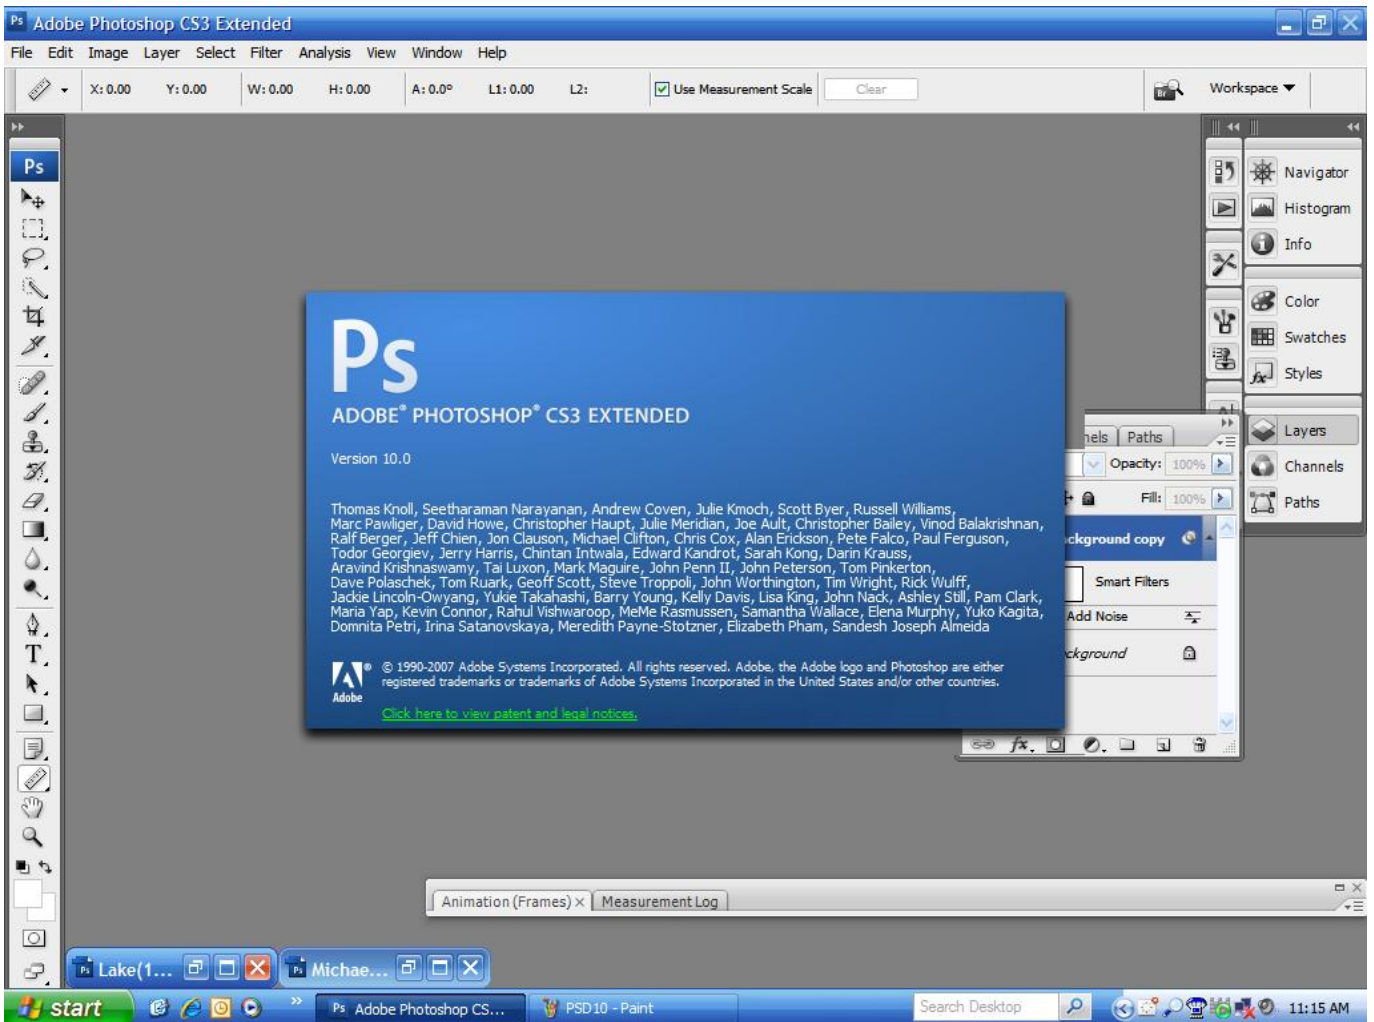 Ps Adobe Photoshop CS3 Extended
File Edit Image Layer Select Filter Analysis View Window Help
X: 0.00 Y: 0.00 W: 0.00 H: 0.00 A: 0.0° L1: 0.00 L2: Use Measurement Scale Clear Br Workspace
Ps
Navigator
Histogram
Info
Color
Swatches
Styles
Layers
Channels
Paths
Ps
ADOBE® PHOTOSHOP® CS3 EXTENDED
Version 10.0
Thomas Knoll, Seetharaman Narayanan, Andrew Coven, Julie Kmoch, Scott Byer, Russell Williams,
Marc Pawliger, David Howe, Christopher Haupt, Julie Meridian, Joe Ault, Christopher Bailey, Vinod Balakrishnan,
Ralf Berger, Jeff Chien, Jon Clauson, Michael Clifton, Chris Cox, Alan Erickson, Pete Falco, Paul Ferguson,
Todor Georgiev, Jerry Harris, Chintan Intwala, Edward Kandrot, Sarah Kong, Darin Krauss,
Aravind Krishnaswamy, Tai Luxon, Mark Maguire, John Penn II, John Peterson, Tom Pinkerton,
Dave Polaschek, Tom Ruark, Geoff Scott, Steve Troppoli, John Worthington, Tim Wright, Rick Wulff,
Jackie Lincoln-Owyang, Yukie Takahashi, Barry Young, Kelly Davis, Lisa King, John Nack, Ashley Still, Pam Clark,
Maria Yap, Kevin Connor, Rahul Vishwaroop, MeMe Rasmussen, Samantha Wallace, Elena Murphy, Yuko Kagita,
Domnita Petri, Irina Satanovskaya, Meredith Payne-Stotzner, Elizabeth Pham, Sandesh Joseph Almeida
Adobe
© 1990-2007 Adobe Systems Incorporated. All rights reserved. Adobe, the Adobe logo and Photoshop are either
registered trademarks or trademarks of Adobe Systems Incorporated in the United States and/or other countries.
Click here to view patent and legal notices.
nels Paths
Opacity: 100%
Fill: 100%
ckground copy
Smart Filters
Add Noise
ckground
fx
T
Animation (Frames) × Measurement Log
Ps Lake(1... Ps Michae...
start Ps Adobe Photoshop CS... PSD10 - Paint Search Desktop 11:15 AM